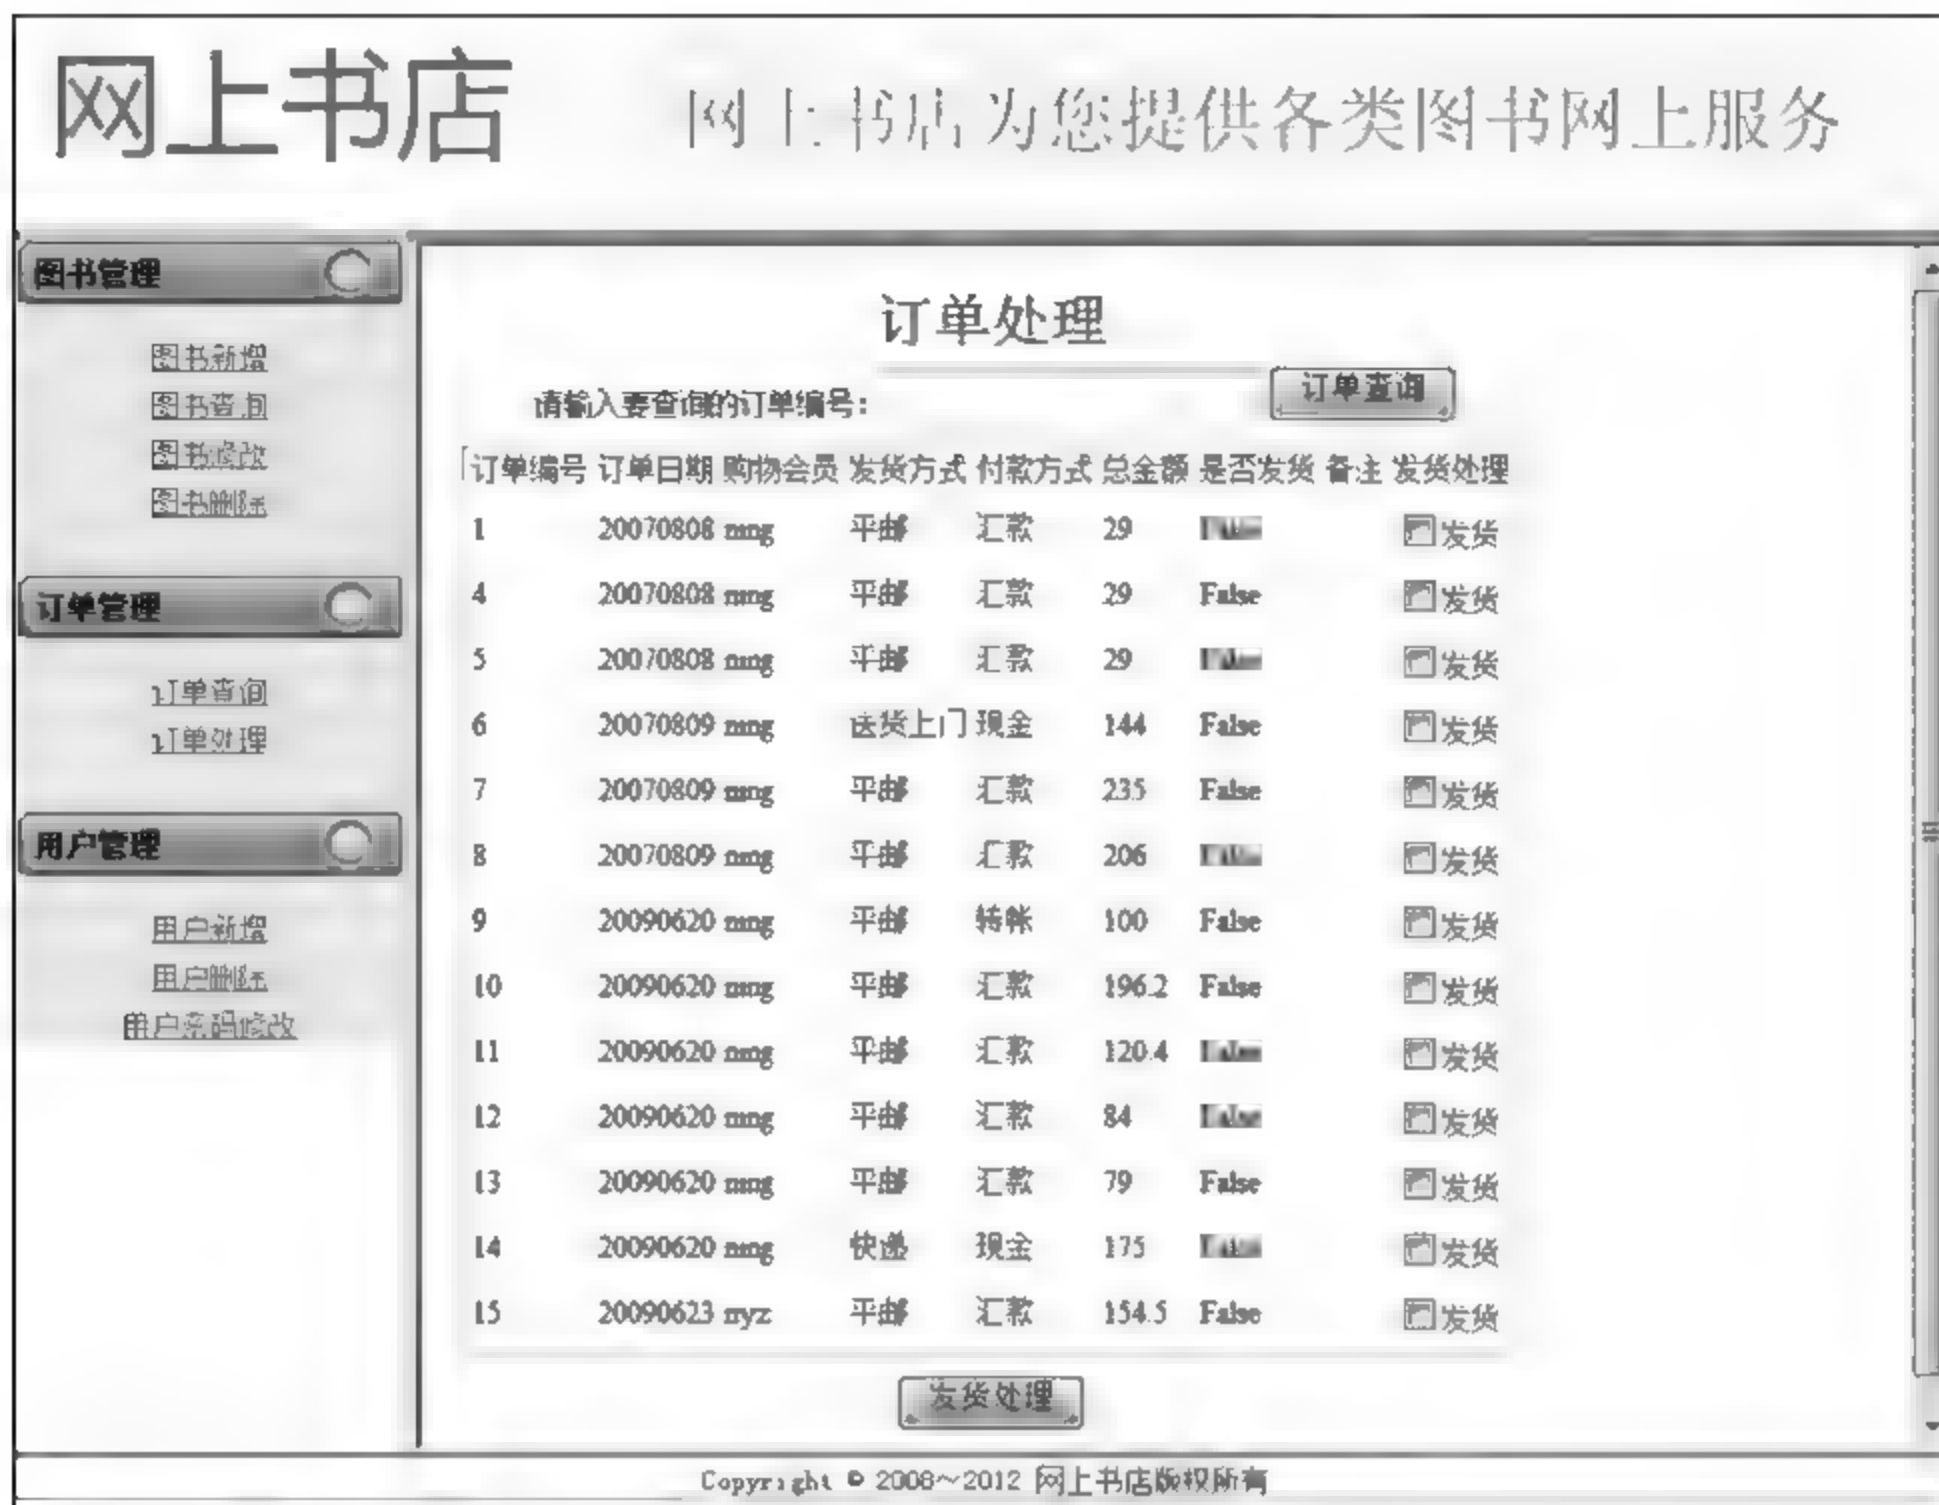 网上书店
网上书店为您提供各类图书网上服务
图书管理
图书新增
图书查询
图书修改
图书删除
订单管理
订单查询
订单处理
用户管理
用户新增
用户删除
用户密码修改
订单处理
请输入要查询的订单编号:
订单查询
订单编号 订单日期 购物会员 发货方式 付款方式 总金额 是否发货 备注 发货处理
1 20070808 mng 平邮 汇款 29 False 发货
4 20070808 mng 平邮 汇款 29 False 发货
5 20070808 mng 平邮 汇款 29 False 发货
6 20070809 mng 送货上门 现金 144 False 发货
7 20070809 mng 平邮 汇款 235 False 发货
8 20070809 mng 平邮 汇款 206 False 发货
9 20090620 mng 平邮 转帐 100 False 发货
10 20090620 mng 平邮 汇款 196.2 False 发货
11 20090620 mng 平邮 汇款 120.4 False 发货
12 20090620 mng 平邮 汇款 84 False 发货
13 20090620 mng 平邮 汇款 79 False 发货
14 20090620 mng 快递 现金 175 False 发货
15 20090623  平邮 汇款 154.5 False 发货
发货处理
Copyright © 2008~2012 网上书店版权所有